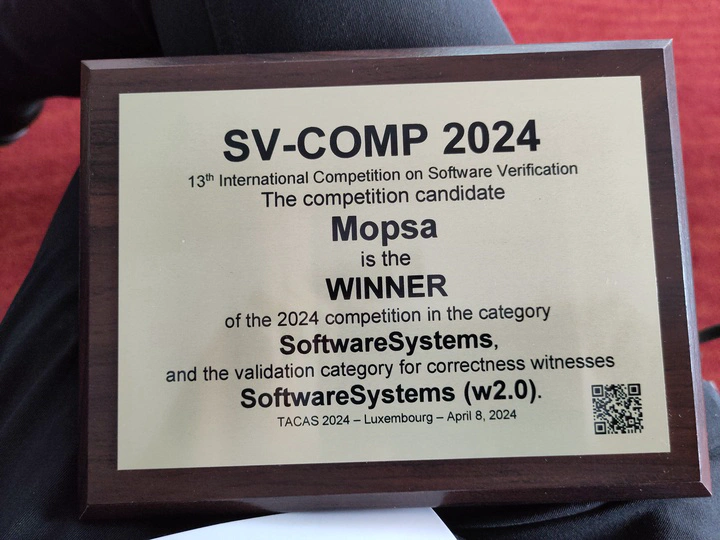 SV-COMP 2024
13th International Competition on Software Verification
The competition candidate
Mopsa
is the
WINNER
of the 2024 competition in the category
SoftwareSystems,
and the validation category for correctness witnesses
SoftwareSystems (w2.0).
TACAS 2024 – Luxembourg – April 8, 2024